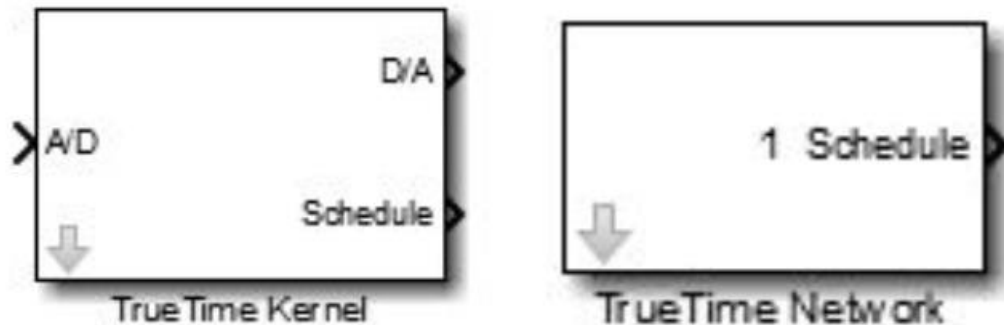 D/A
A/D
Schedule
TrueTime Kernel
1 Schedule
TrueTime Network